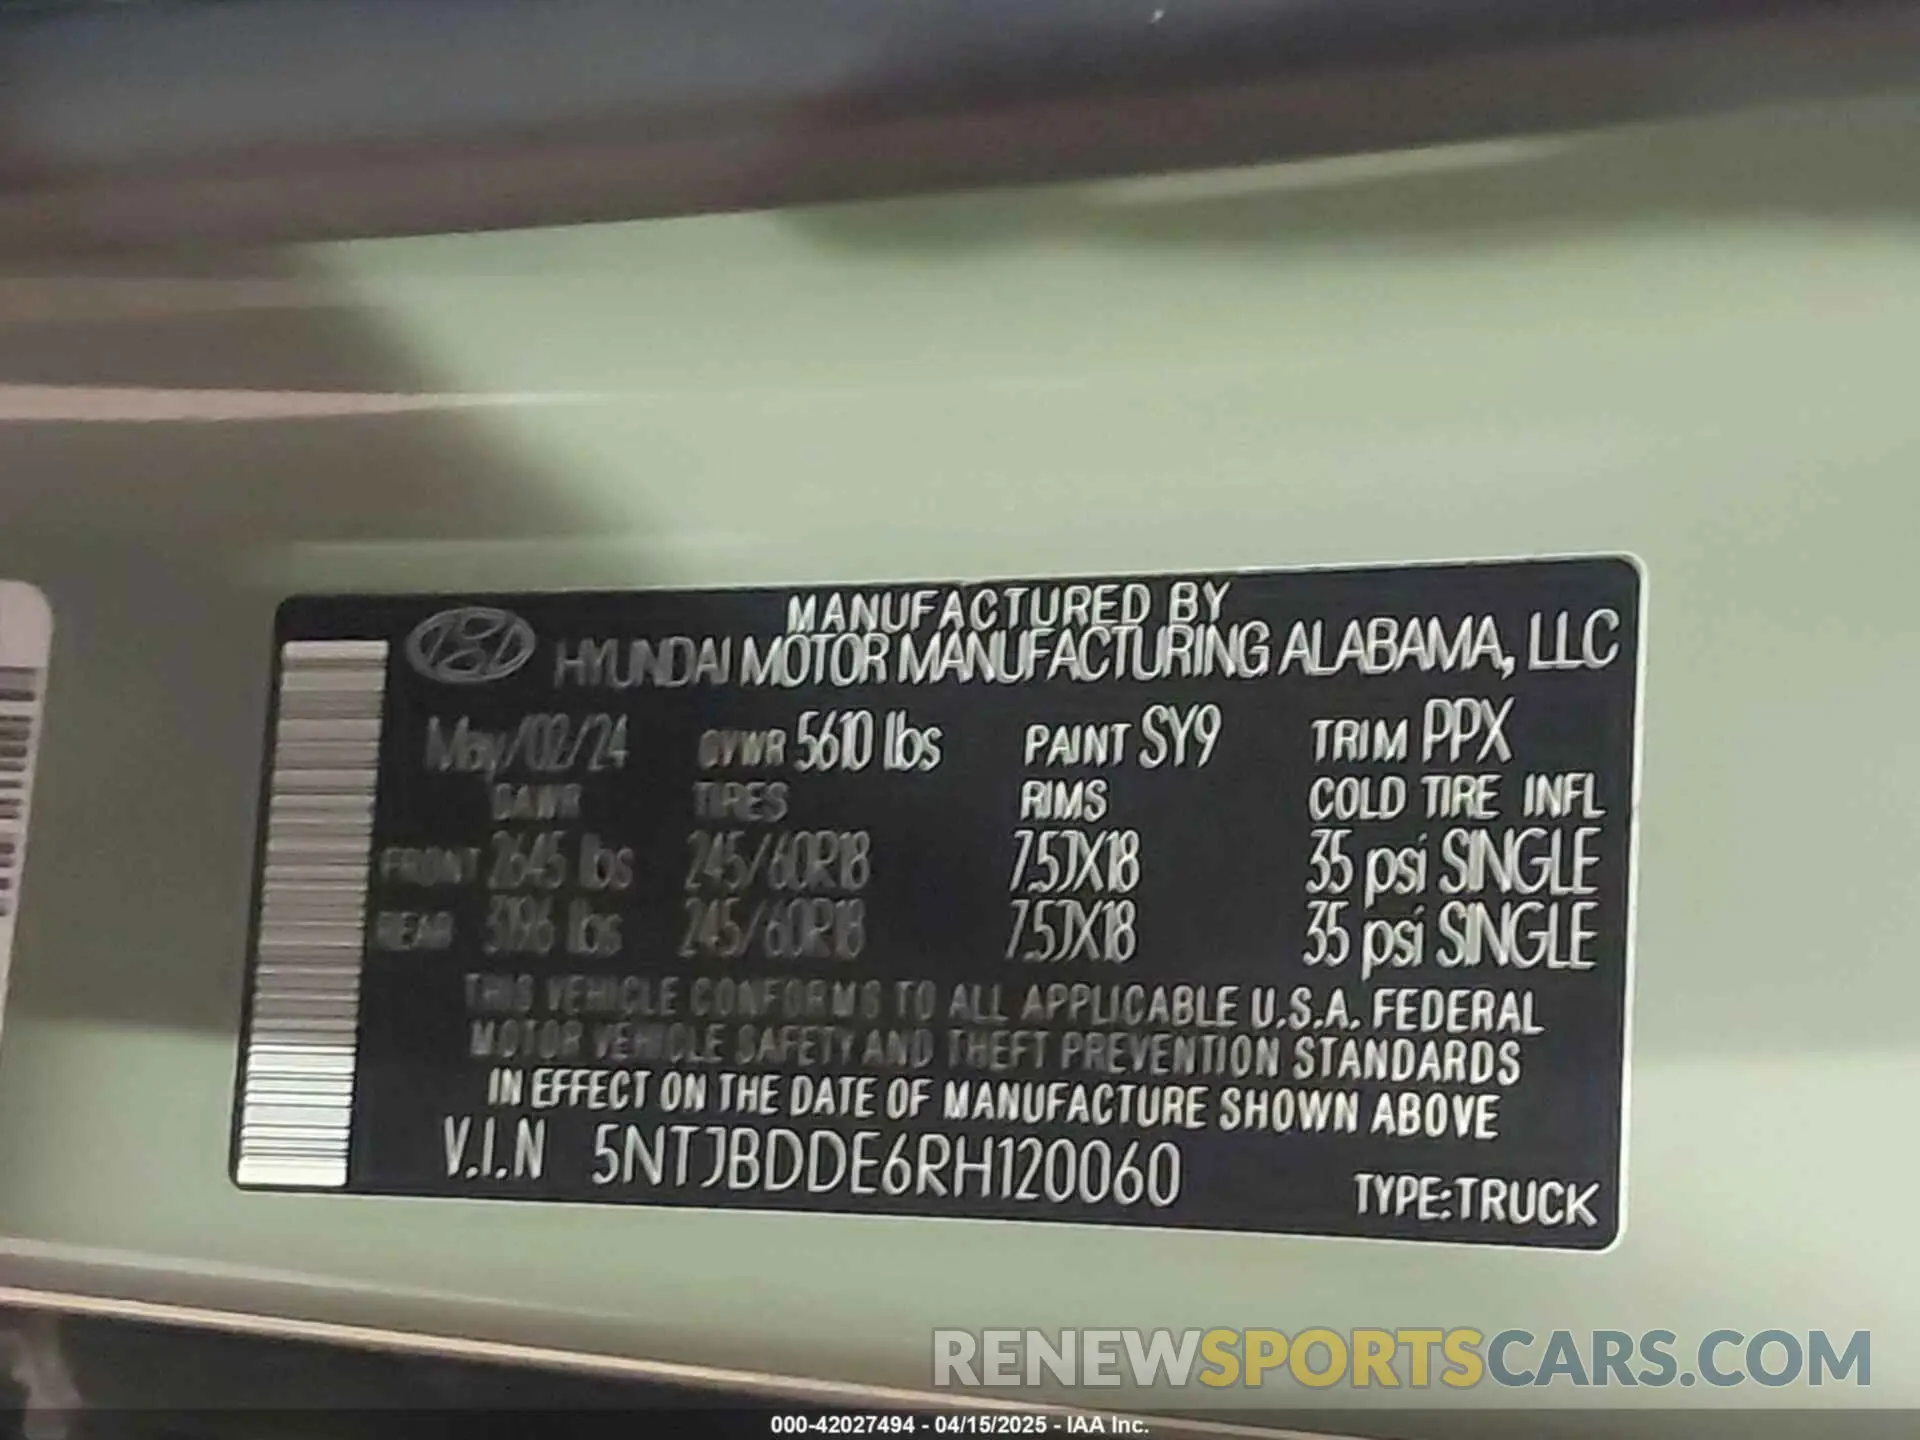 MANUFACTURED BY
HYUNDAI MOTOR MANUFACTURING ALABAMA, LLC
May/02/24 GVWR 5610 lbs PAINT SY9 TRIM PPX
GAWR TIRES RIMS COLD TIRE INFL
FRONT 2645 lbs 245/60R18 7.5JX18 35 psi SINGLE
REAR 3196 lbs 245/60R18 7.5JX18 35 psi SINGLE
THIS VEHICLE CONFORMS TO ALL APPLICABLE U.S.A. FEDERAL
MOTOR VEHICLE SAFETY AND THEFT PREVENTION STANDARDS
IN EFFECT ON THE DATE OF MANUFACTURE SHOWN ABOVE
V.I.N 5NTJBDDE6RH120060 TYPE:TRUCK
RENEWSPORTSCARS.COM
000-42027494 - 04/15/2025 - IAA Inc.